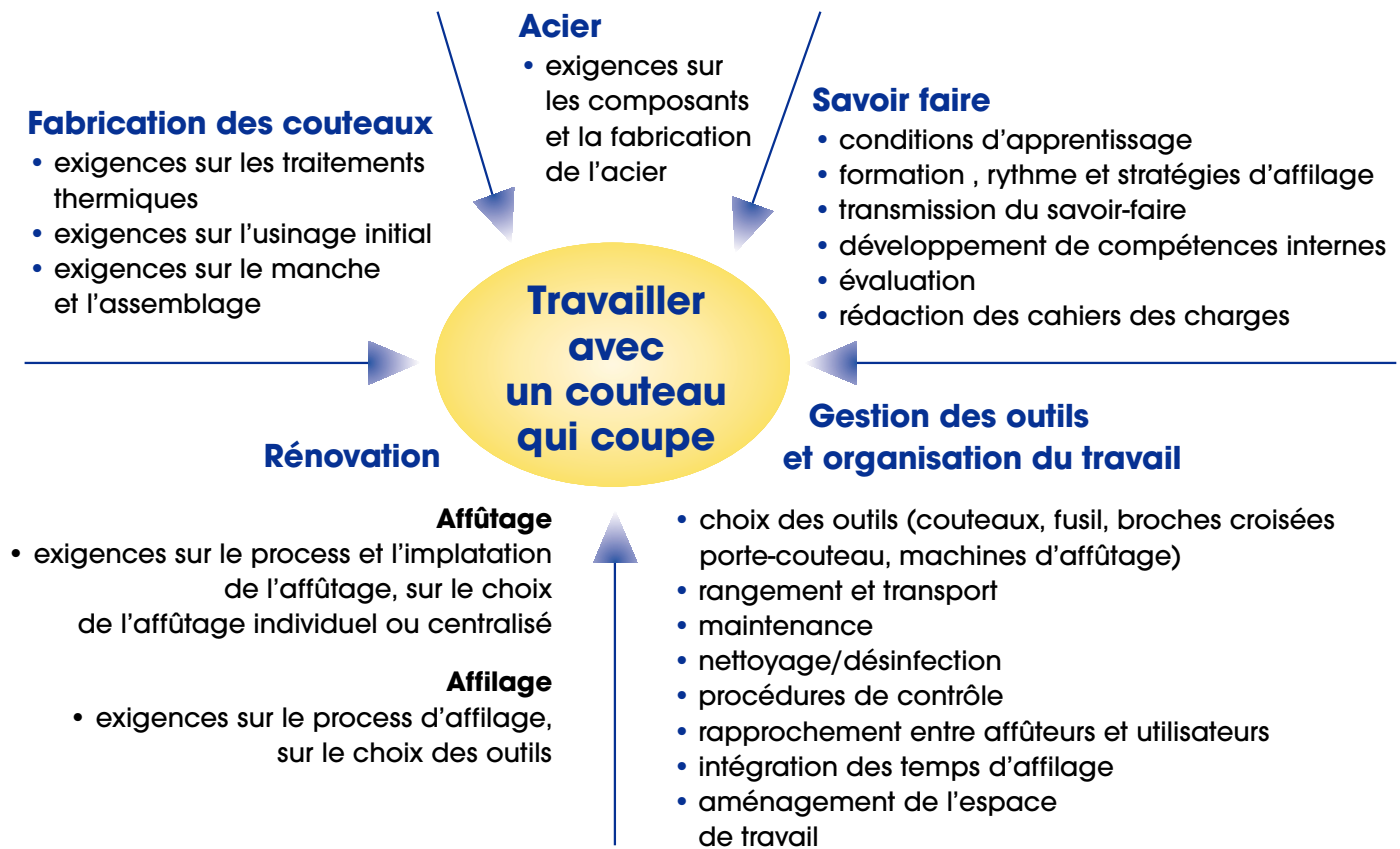 Acier
• exigences sur
les composants
et la fabrication
de l'acier
Fabrication des couteaux
• exigences sur les traitements
thermiques
• exigences sur l'usinage initial
• exigences sur le manche
et l'assemblage
Savoir faire
• conditions d'apprentissage
• formation , rythme et stratégies d'affilage
• transmission du savoir-faire
• développement de compétences internes
• évaluation
• rédaction des cahiers des charges
Travailler
avec
un couteau
qui coupe
Rénovation
Affûtage
• exigences sur le process et l'implatation
de l'affûtage, sur le choix
de l'affûtage individuel ou centralisé
Affilage
• exigences sur le process d'affilage,
sur le choix des outils
Gestion des outils
et organisation du travail
• choix des outils (couteaux, fusil, broches croisées
porte-couteau, machines d'affûtage)
• rangement et transport
• maintenance
• nettoyage/désinfection
• procédures de contrôle
• rapprochement entre affûteurs et utilisateurs
• intégration des temps d'affilage
• aménagement de l'espace
de travail